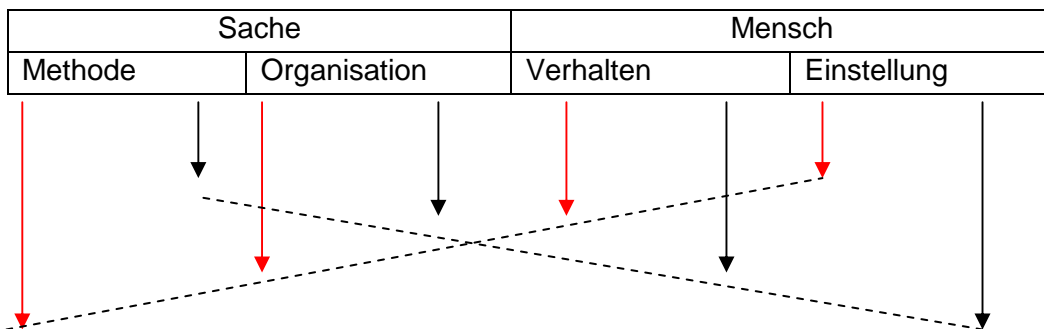 Sache Mensch
Methode Organisation Verhalten Einstellung